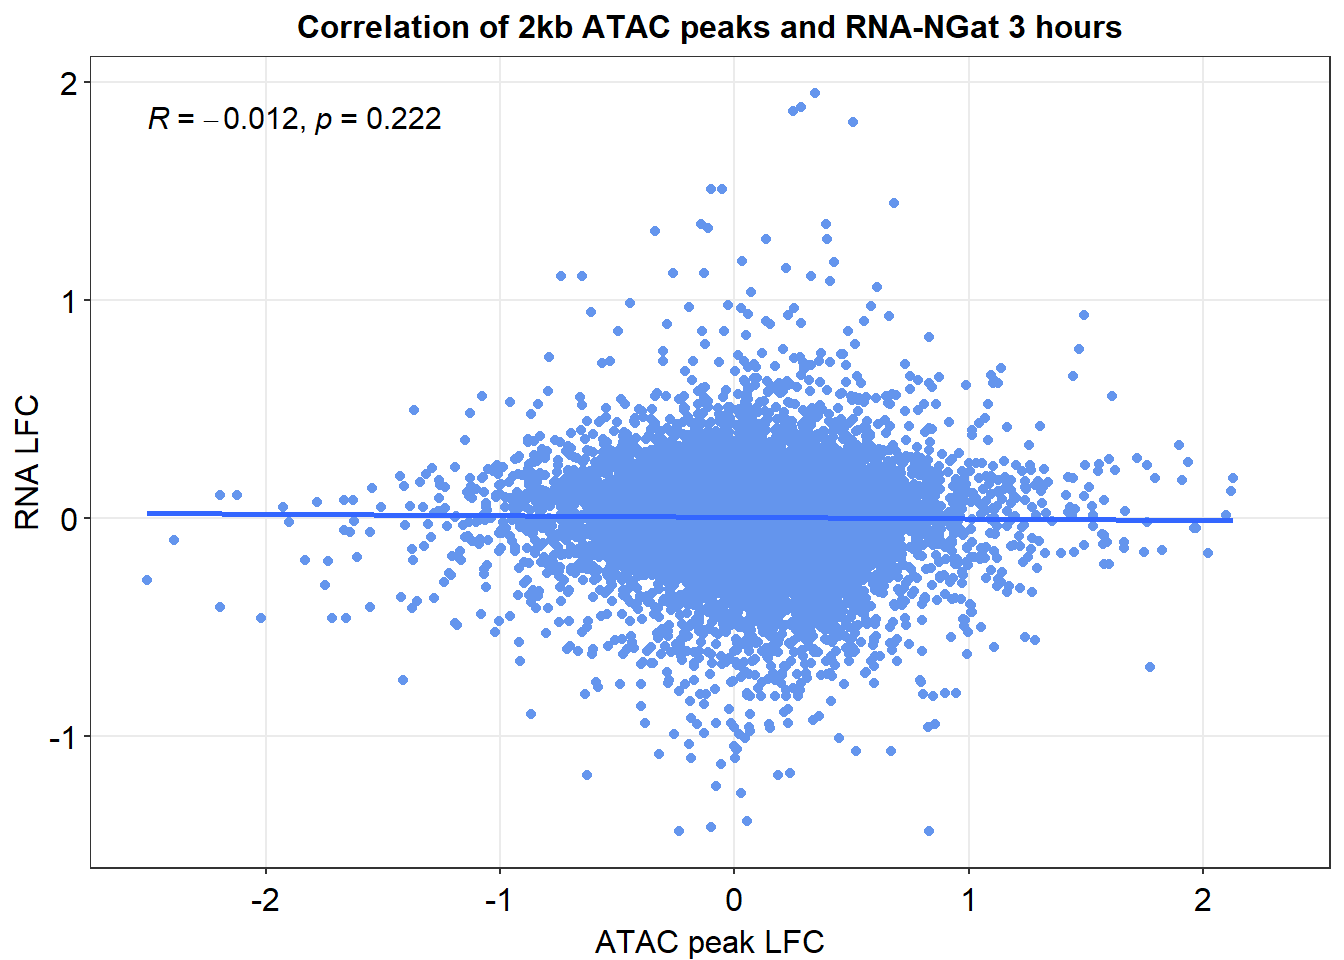 Correlation of 2kb ATAC peaks and RNA-NGat 3 hours
R = −0.012, p = 0.222
2
1
0
-1
RNA LFC
-2 -1 0 1 2
ATAC peak LFC